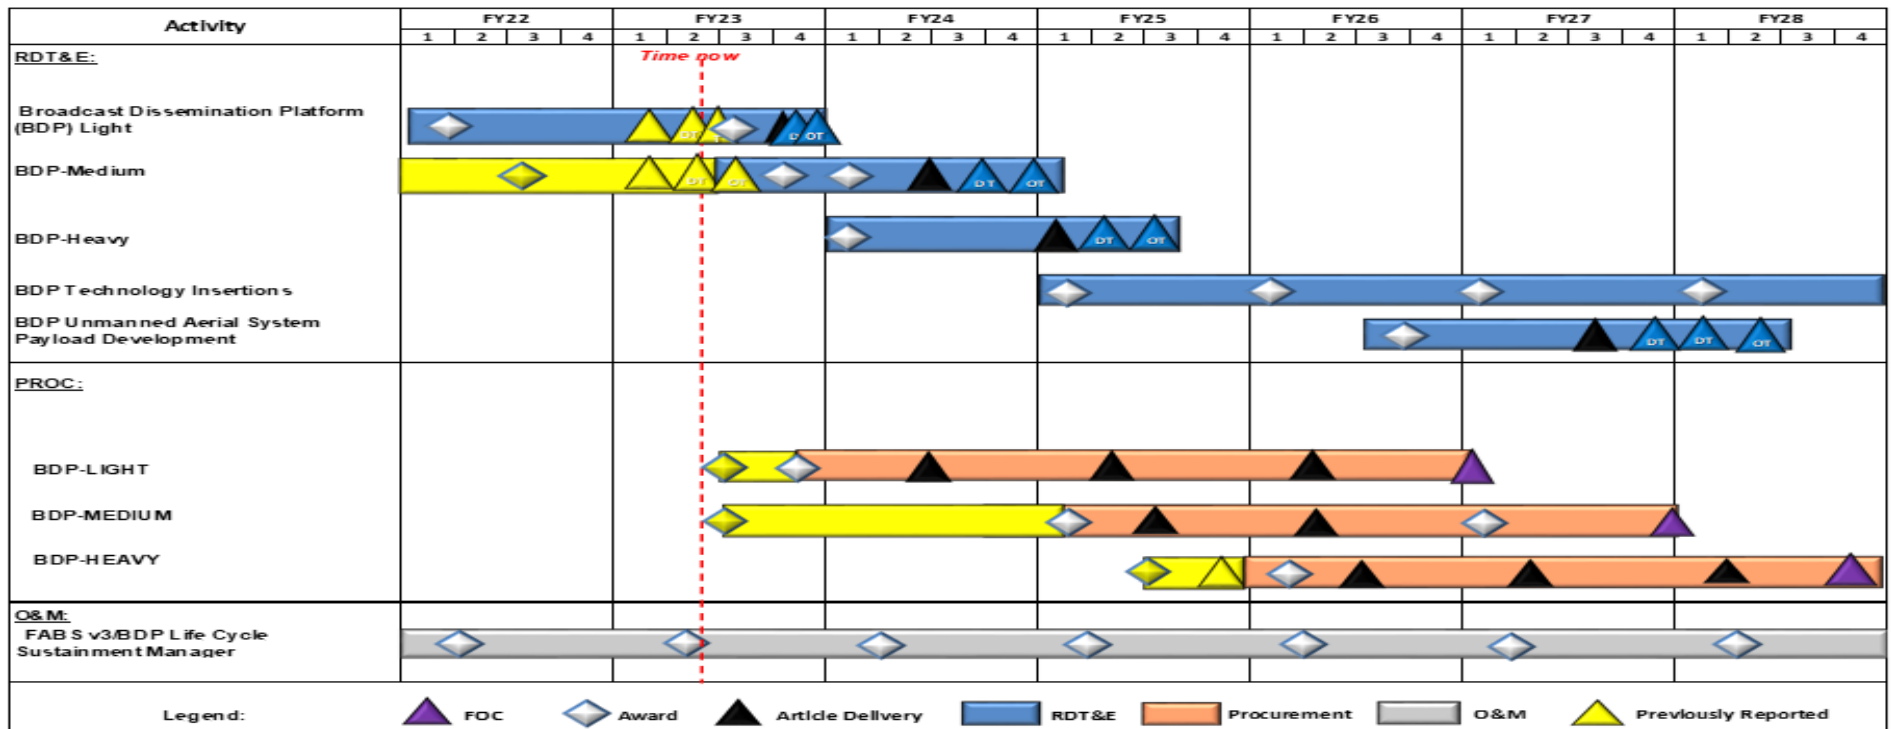 Activity FY22 FY23 FY24 FY25 FY26 FY27 FY28
1 2 3 4 1 2 3 4 1 2 3 4 1 2 3 4 1 2 3 4 1 2 3 4 1 2 3 4
RDT&E:
Time now
Broadcast Dissemination Platform
(BDP) Light
DT OT
BDP-Medium
DT OT DT OT
BDP-Heavy
DT OT
BDP Technology Insertions
BDP Unmanned Aerial System
Payload Development
DT DT OT
PROC:
BDP-LIGHT
BDP-MEDIUM
BDP-HEAVY
O&M:
FABS v3/BDP Life Cycle
Sustainment Manager
Legend: FOC Award Article Delivery RDT&E Procurement O&M Previously Reported